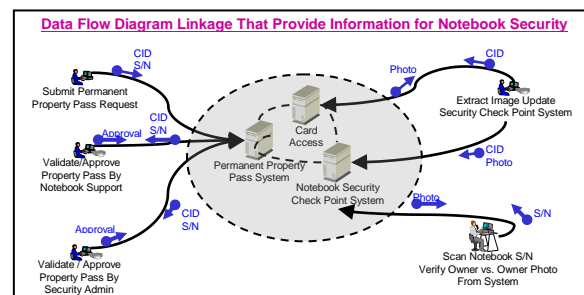 Data Flow Diagram Linkage That Provide Information for Notebook Security
CID
S/N
Submit Permanent
Property Pass Request
Photo
CID
Extract Image Update
Security Check Point System
Card
Access
Approval
CID
S/N
Validate/Approve
Property Pass By
Notebook Support
Permanent Property
Pass System
Notebook Security
Check Point System
CID
Photo
Photo
S/N
CID
S/N
Approval
Validate / Approve
Property Pass By
Security Admin
Scan Notebook S/N
Verify Owner vs. Owner Photo
From System